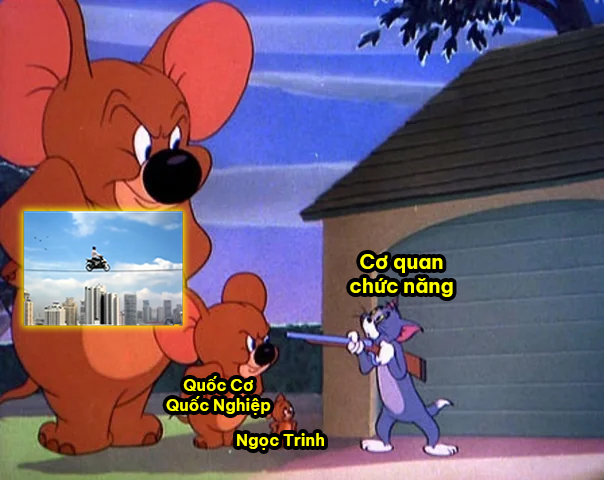 Cơ quan
chức năng
Quốc Cơ
Quốc Nghiệp
Ngọc Trinh